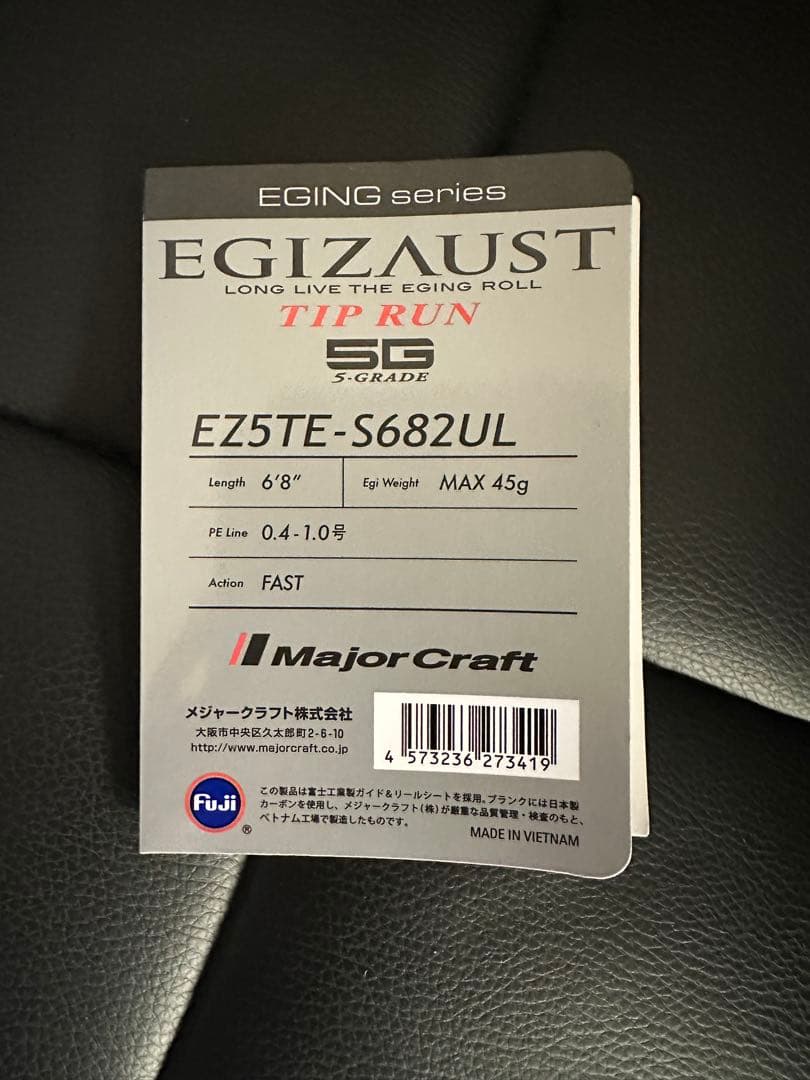 EGING series
EGIZAUST
LONG LIVE THE EGING ROLL
TIP RUN
5G
5-GRADE
EZ5TE-S682UL
Length 6'8" Egi Weight MAX 45g
PE Line 0.4-1.0号
Action FAST
Major Craft
メジャークラフト株式会社
大阪市中央区久太郎町2-6-10
http://www.majorcraft.co.jp
4 573236 273419
Fuji ®
この製品は富士工業製ガイド&リールシートを採用。ブランクには日本製
カーボンを使用し、メジャークラフト(株)が厳重な品質管理・検査のもと、
ベトナム工場で製造したものです。
MADE IN VIETNAM